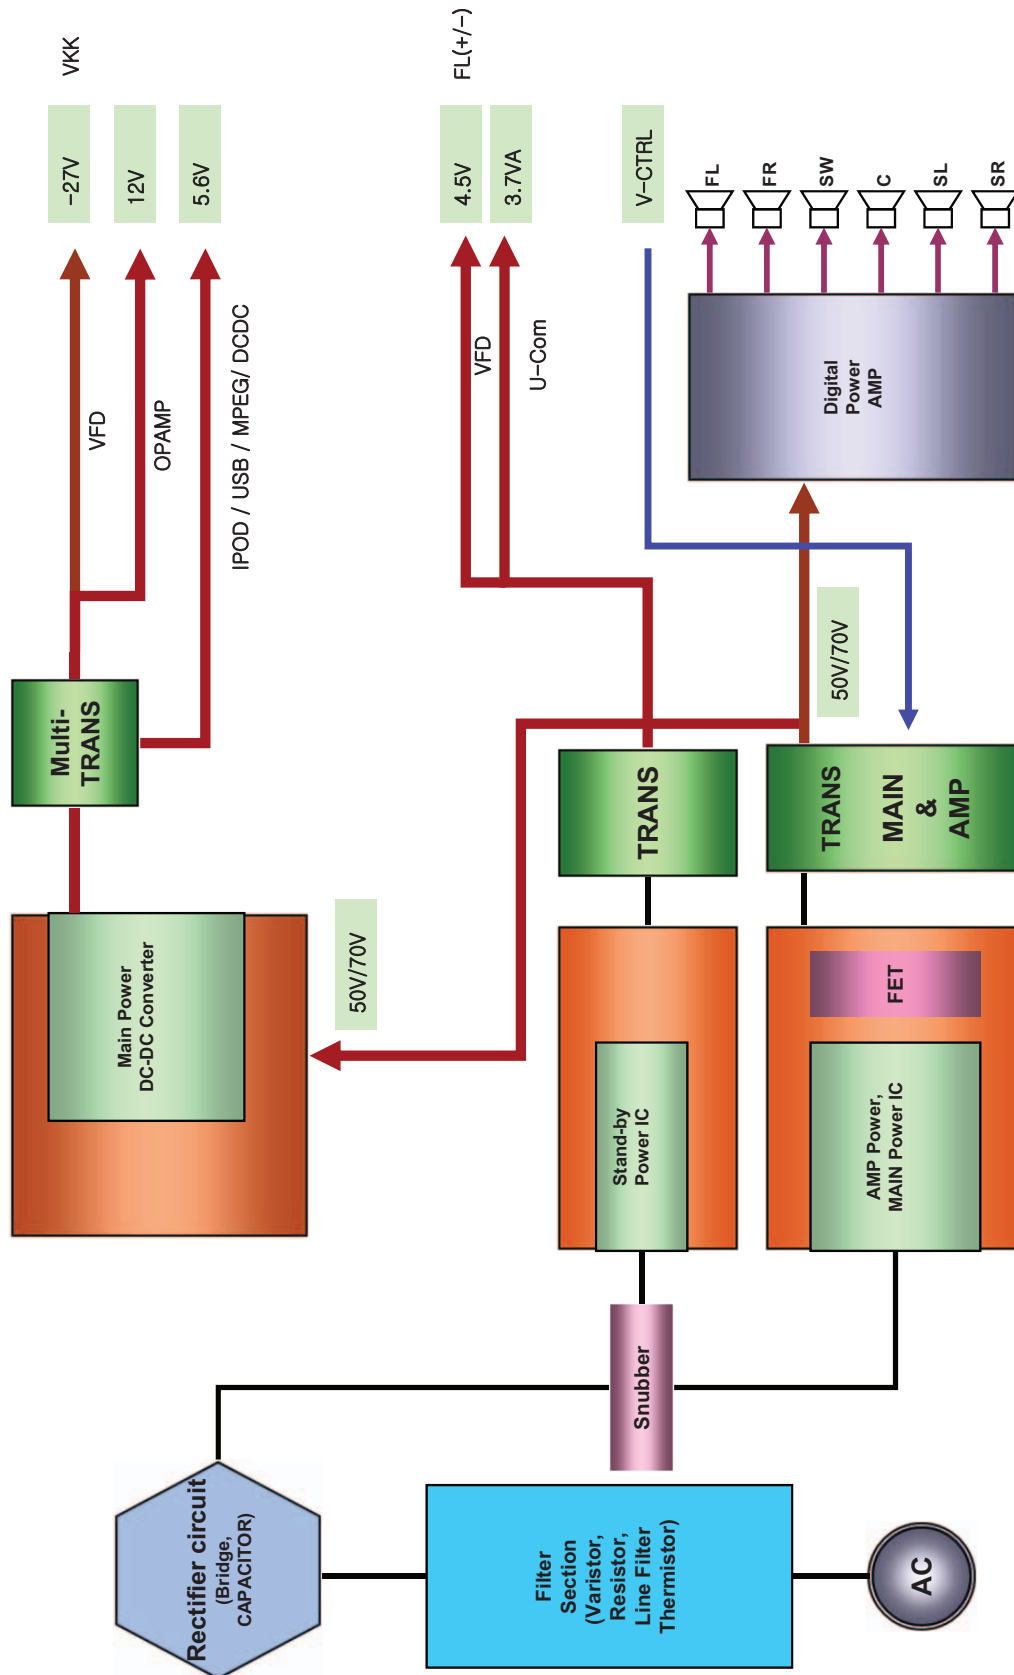 VKK
-27V
12V
5.6V
VFD
OPAMP
IPOD / USB / MPEG/ DCDC
Multi-
TRANS
Main Power
DC-DC Converter
50V/70V
FL(+/-)
4.5V
3.7VA
VFD
U-Com
V-CTRL
FL
FR
SW
C
SL
SR
Digital
Power
AMP
50V/70V
TRANS
TRANS
MAIN
&
AMP
Stand-by
Power IC
FET
AMP Power,
MAIN Power IC
Snubber
Rectifier circuit
(Bridge,
CAPACITOR)
Filter
Section
(Varistor,
Resistor,
Line Filter
Thermistor)
AC